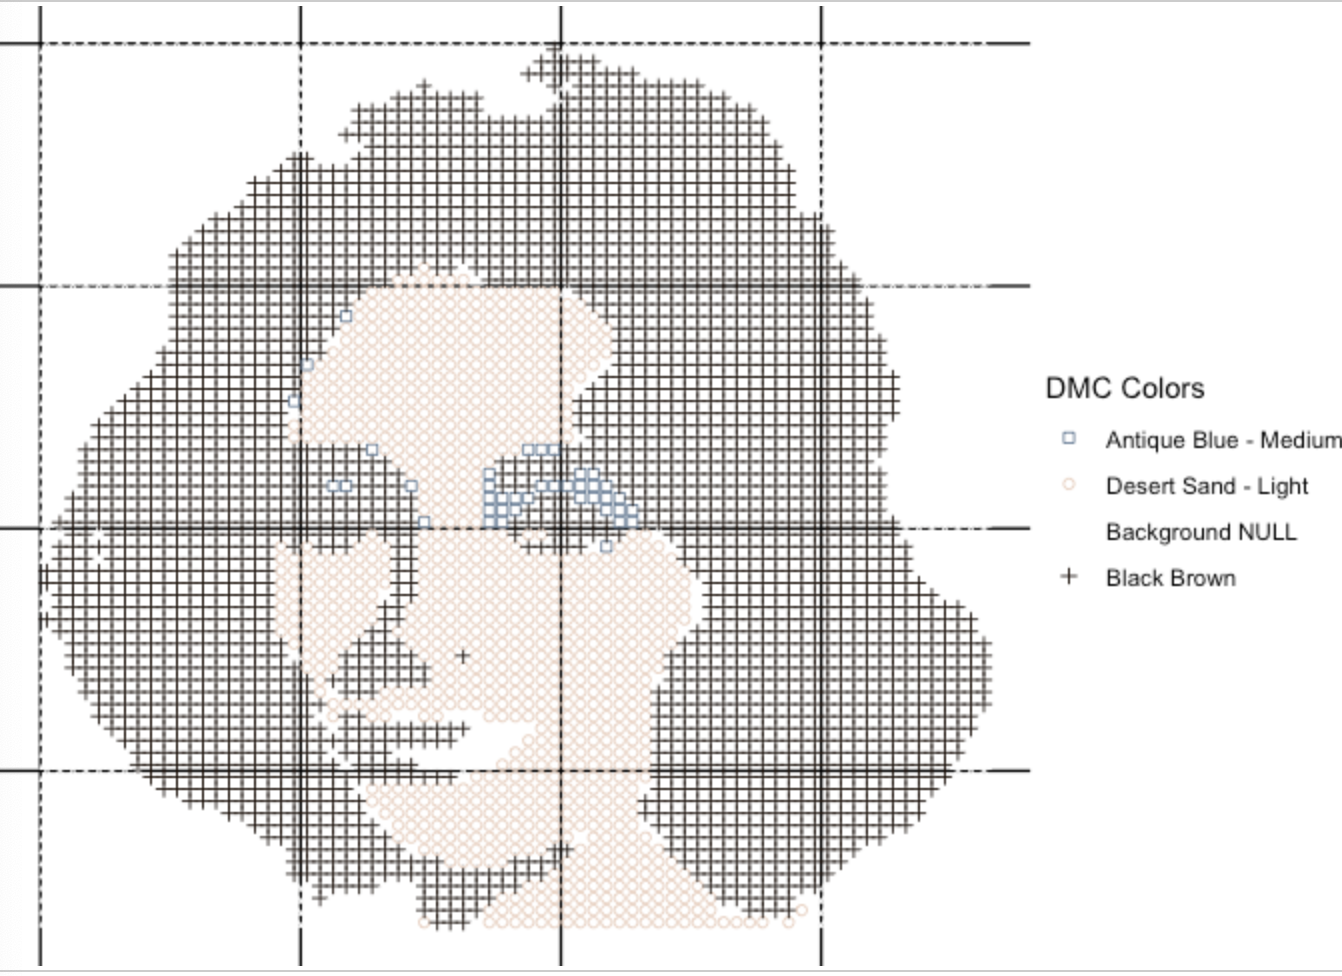 DMC Colors
Antique Blue - Medium
Desert Sand - Light
Background NULL
Black Brown